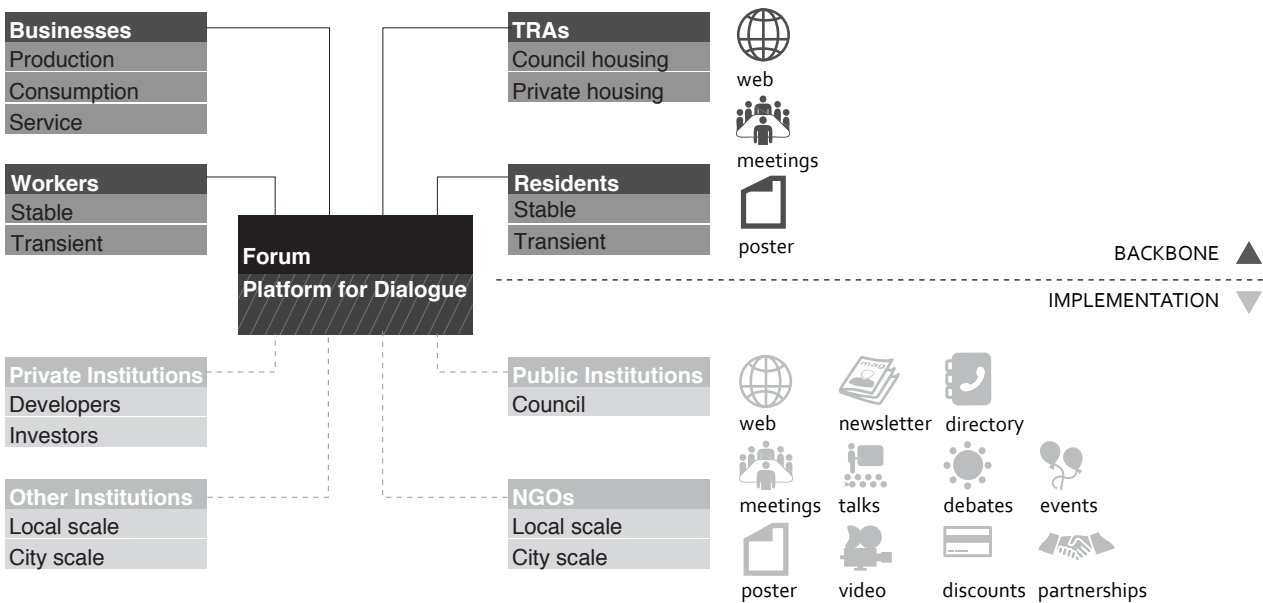 Businesses
Production
Consumption
Service
Workers
Stable
Transient
TRAs
Council housing
Private housing
Residents
Stable
Transient
web
meetings
poster
Forum
Platform for Dialogue
BACKBONE
IMPLEMENTATION
Private Institutions
Developers
Investors
Other Institutions
Local scale
City scale
Public Institutions
Council
NGOs
Local scale
City scale
mag
web newsletter directory
meetings talks debates events
poster video discounts partnerships